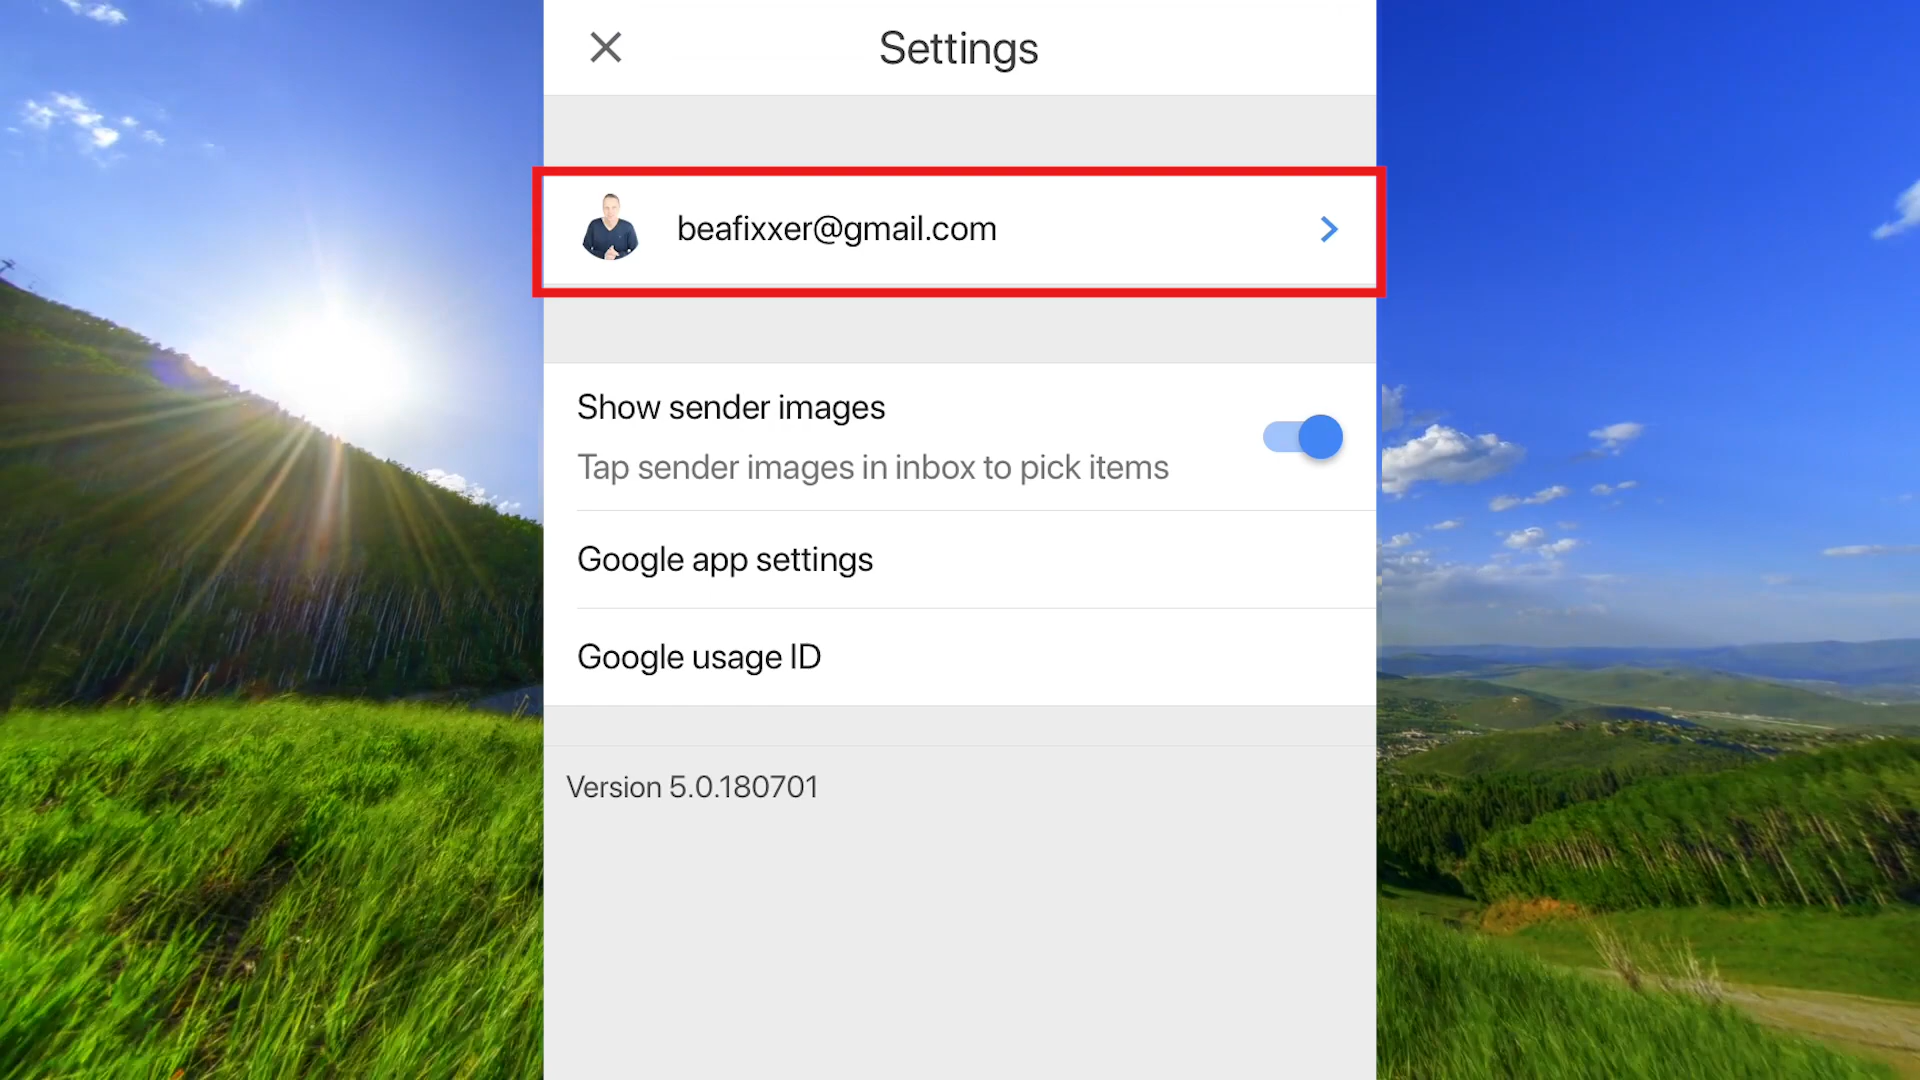 Settings
beafixxer@gmail.com
Show sender images
Tap sender images in inbox to pick items
Google app settings
Google usage ID
Version 5.0.180701